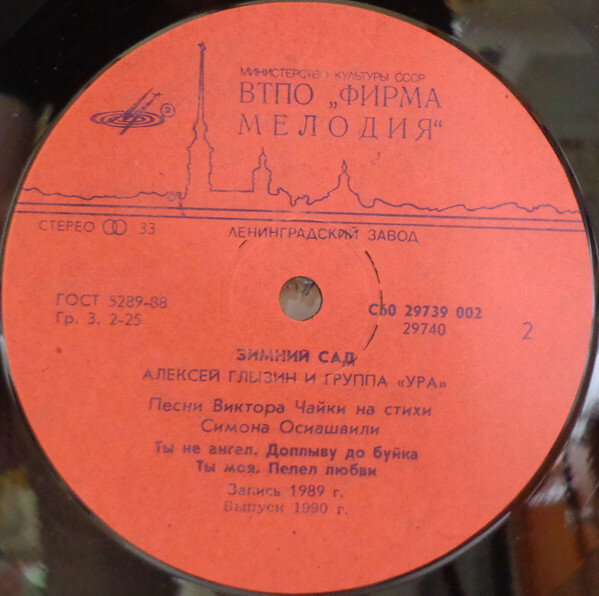 МИНИСТЕРСТВО КУЛЬТУРЫ СССР
ВТПО „ФИРМА
МЕЛОДИЯ“
СТЕРЕО 33
ЛЕНИНГРАДСКИЙ ЗАВОД
ГОСТ 5289-88
Гр. 3. 2-25
С60 29739 002
29740
2
ЗИМНИЙ САД
АЛЕКСЕЙ ГЛЫЗИН И ГРУППА «УРА»
Песни Виктора Чайки на стихи
Симона Осиашвили
Ты не ангел. Доплыву до буйка
Ты моя. Пепел любви
Запись 1989 г.
Выпуск 1990 г.